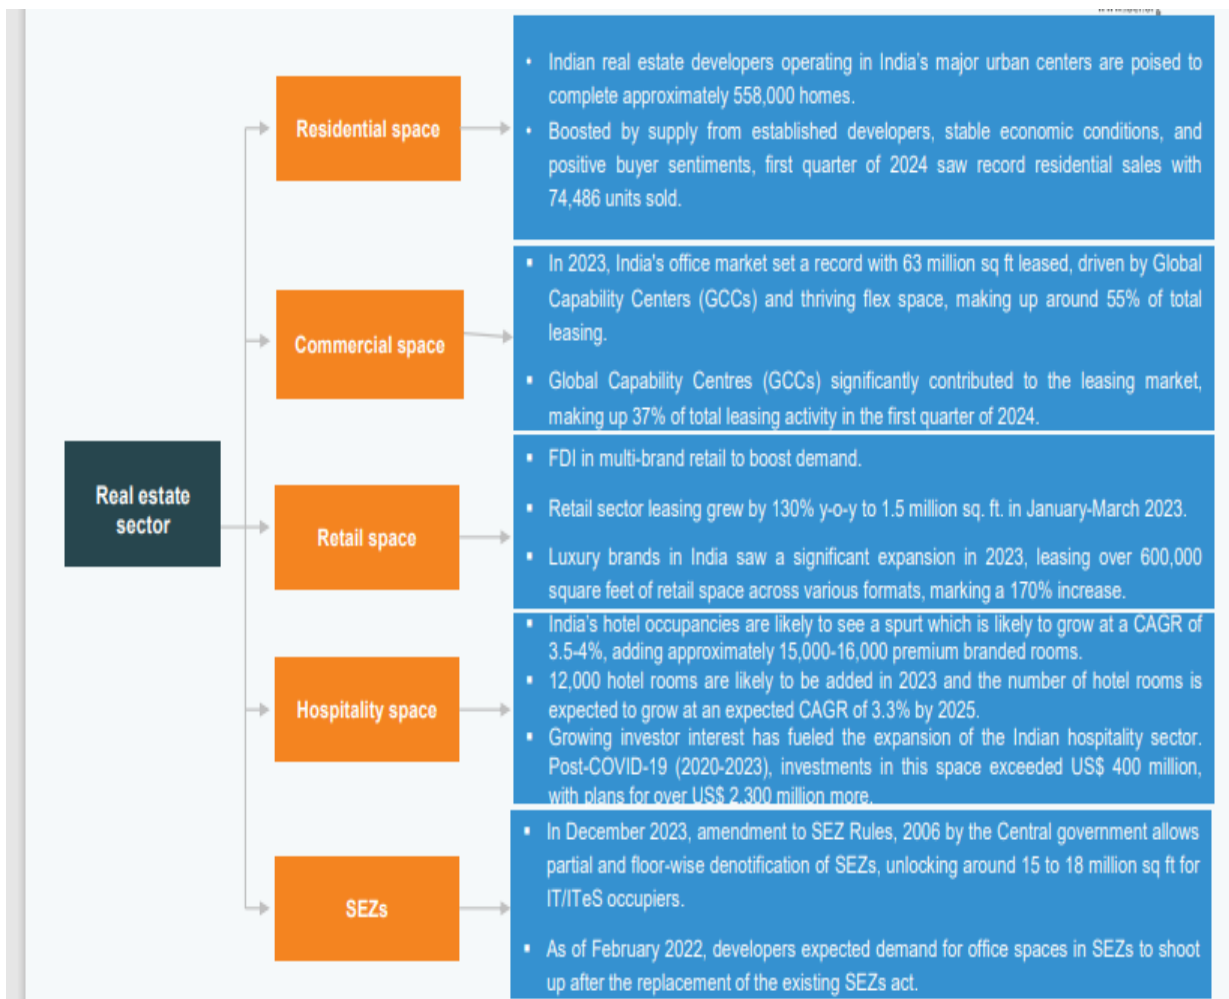 Real estate
sector
Residential space
• Indian real estate developers operating in India's major urban centers are poised to
complete approximately 558,000 homes.
• Boosted by supply from established developers, stable economic conditions, and
positive buyer sentiments, first quarter of 2024 saw record residential sales with
74,486 units sold.
Commercial space
▪ In 2023, India's office market set a record with 63 million sq ft leased, driven by Global
Capability Centers (GCCs) and thriving flex space, making up around 55% of total
leasing.
▪ Global Capability Centres (GCCs) significantly contributed to the leasing market,
making up 37% of total leasing activity in the first quarter of 2024.
Retail space
▪ FDI in multi-brand retail to boost demand.
▪ Retail sector leasing grew by 130% y-o-y to 1.5 million sq. ft. in January-March 2023.
▪ Luxury brands in India saw a significant expansion in 2023, leasing over 600,000
square feet of retail space across various formats, marking a 170% increase.
Hospitality space
▪ India's hotel occupancies are likely to see a spurt which is likely to grow at a CAGR of
3.5-4%, adding approximately 15,000-16,000 premium branded rooms.
▪ 12,000 hotel rooms are likely to be added in 2023 and the number of hotel rooms is
expected to grow at an expected CAGR of 3.3% by 2025.
▪ Growing investor interest has fueled the expansion of the Indian hospitality sector.
Post-COVID-19 (2020-2023), investments in this space exceeded US$ 400 million,
with plans for over US$ 2,300 million more.
SEZs
▪ In December 2023, amendment to SEZ Rules, 2006 by the Central government allows
partial and floor-wise denotification of SEZs, unlocking around 15 to 18 million sq ft for
IT/ITeS occupiers.
▪ As of February 2022, developers expected demand for office spaces in SEZs to shoot
up after the replacement of the existing SEZs act.